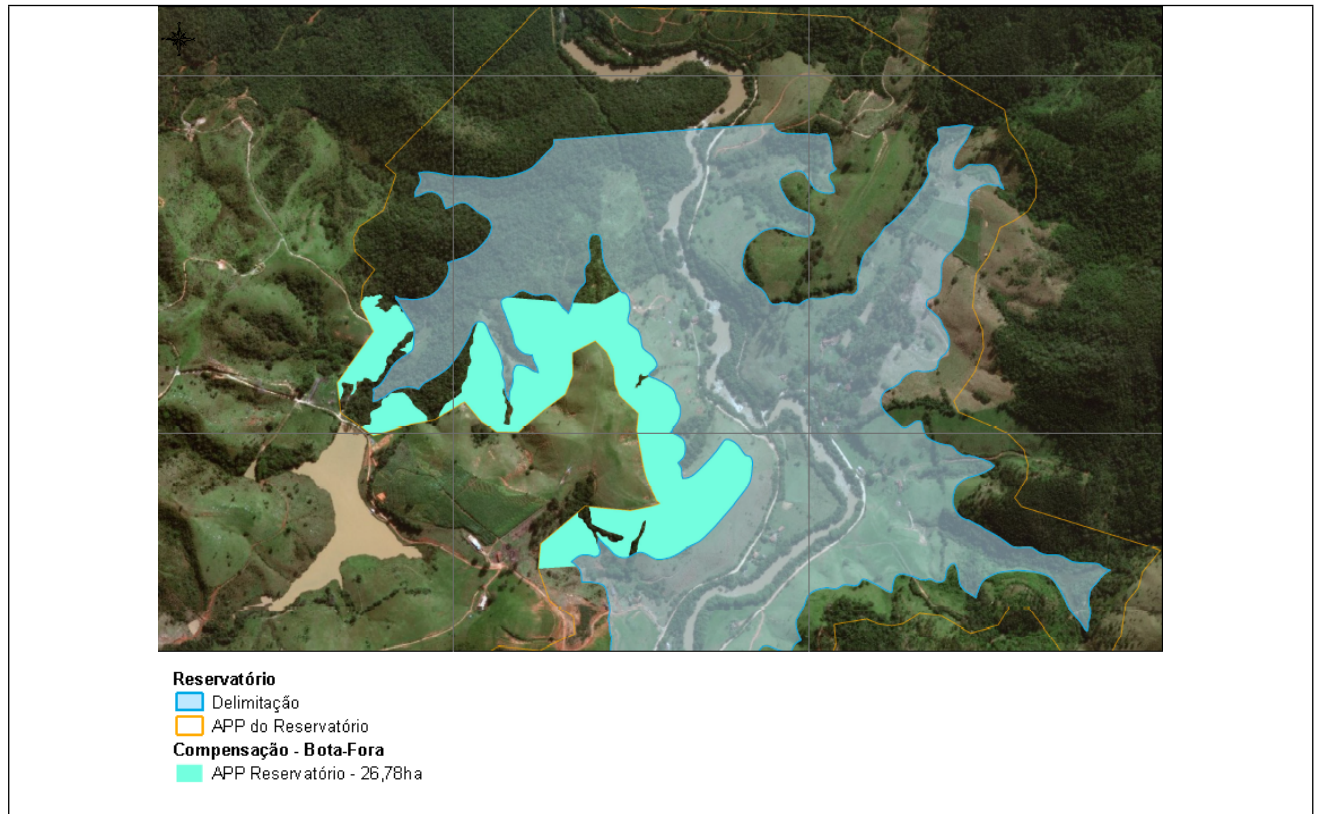 Reservatório
Delimitação
APP do Reservatório
Compensação - Bota-Fora
APP Reservatório - 26,78ha